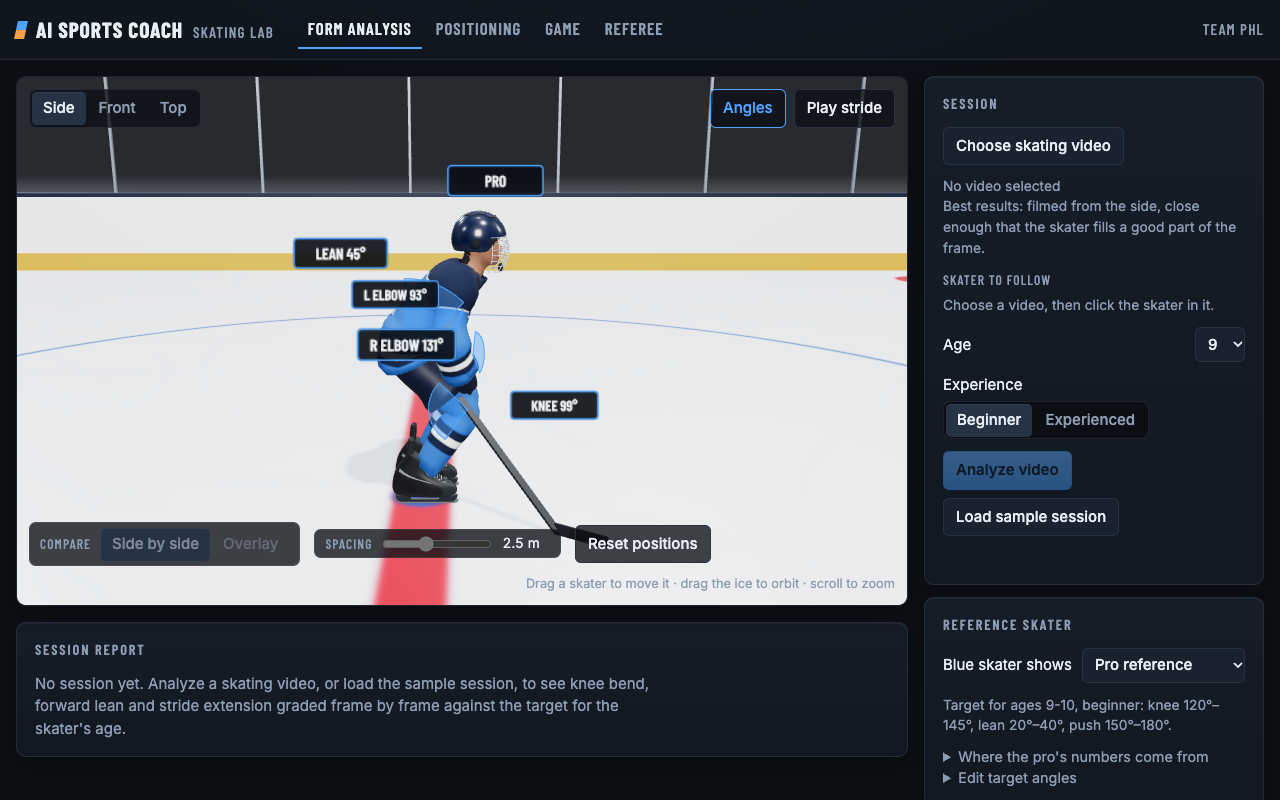 AI SPORTS COACH SKATING LAB FORM ANALYSIS POSITIONING GAME REFEREE TEAM PHL
Side Front Top
Angles Play stride
PRO
LEAN 45°
L ELBOW 93°
R ELBOW 131°
KNEE 99°
COMPARE Side by side Overlay SPACING 2.5 m Reset positions
Drag a skater to move it · drag the ice to orbit · scroll to zoom
SESSION REPORT
No session yet. Analyze a skating video, or load the sample session, to see knee bend,
forward lean and stride extension graded frame by frame against the target for the
skater's age.
SESSION
Choose skating video
No video selected
Best results: filmed from the side, close
enough that the skater fills a good part of the
frame.
SKATER TO FOLLOW
Choose a video, then click the skater in it.
Age 9
Experience
Beginner Experienced
Analyze video
Load sample session
REFERENCE SKATER
Blue skater shows Pro reference
Target for ages 9-10, beginner: knee 120°–
145°, lean 20°–40°, push 150°–180°.
Where the pro's numbers come from
Edit target angles